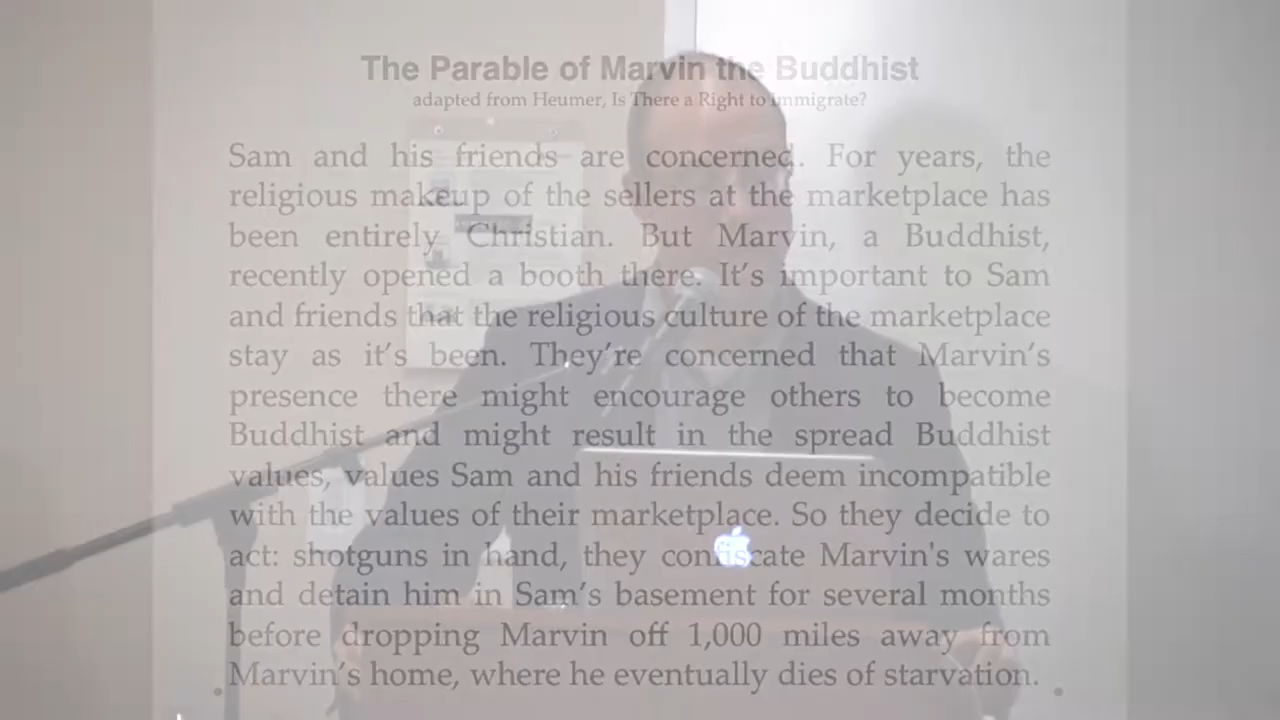 The Parable of Marvin the Buddhist
adapted from Heumer, Is There a Right to immigrate?
Sam and his friends are concerned. For years, the
religious makeup of the sellers at the marketplace has
been entirely Christian. But Marvin, a Buddhist,
recently opened a booth there. It's important to Sam
and friends that the religious culture of the marketplace
stay as it's been. They're concerned that Marvin's
presence there might encourage others to become
Buddhist and might result in the spread Buddhist
values, values Sam and his friends deem incompatible
with the values of their marketplace. So they decide to
act: shotguns in hand, they confiscate Marvin's wares
and detain him in Sam's basement for several months
before dropping Marvin off 1,000 miles away from
Marvin's home, where he eventually dies of starvation.